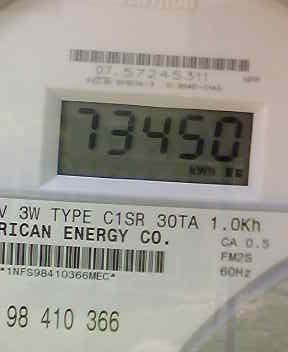 07.57245311
73450
kWh
V 3W TYPE C1SR 30TA 1.0Kh
RICAN ENERGY CO.
CA 0.5
FM2S
*1NFS98410366MEC*
60Hz
98 410 366